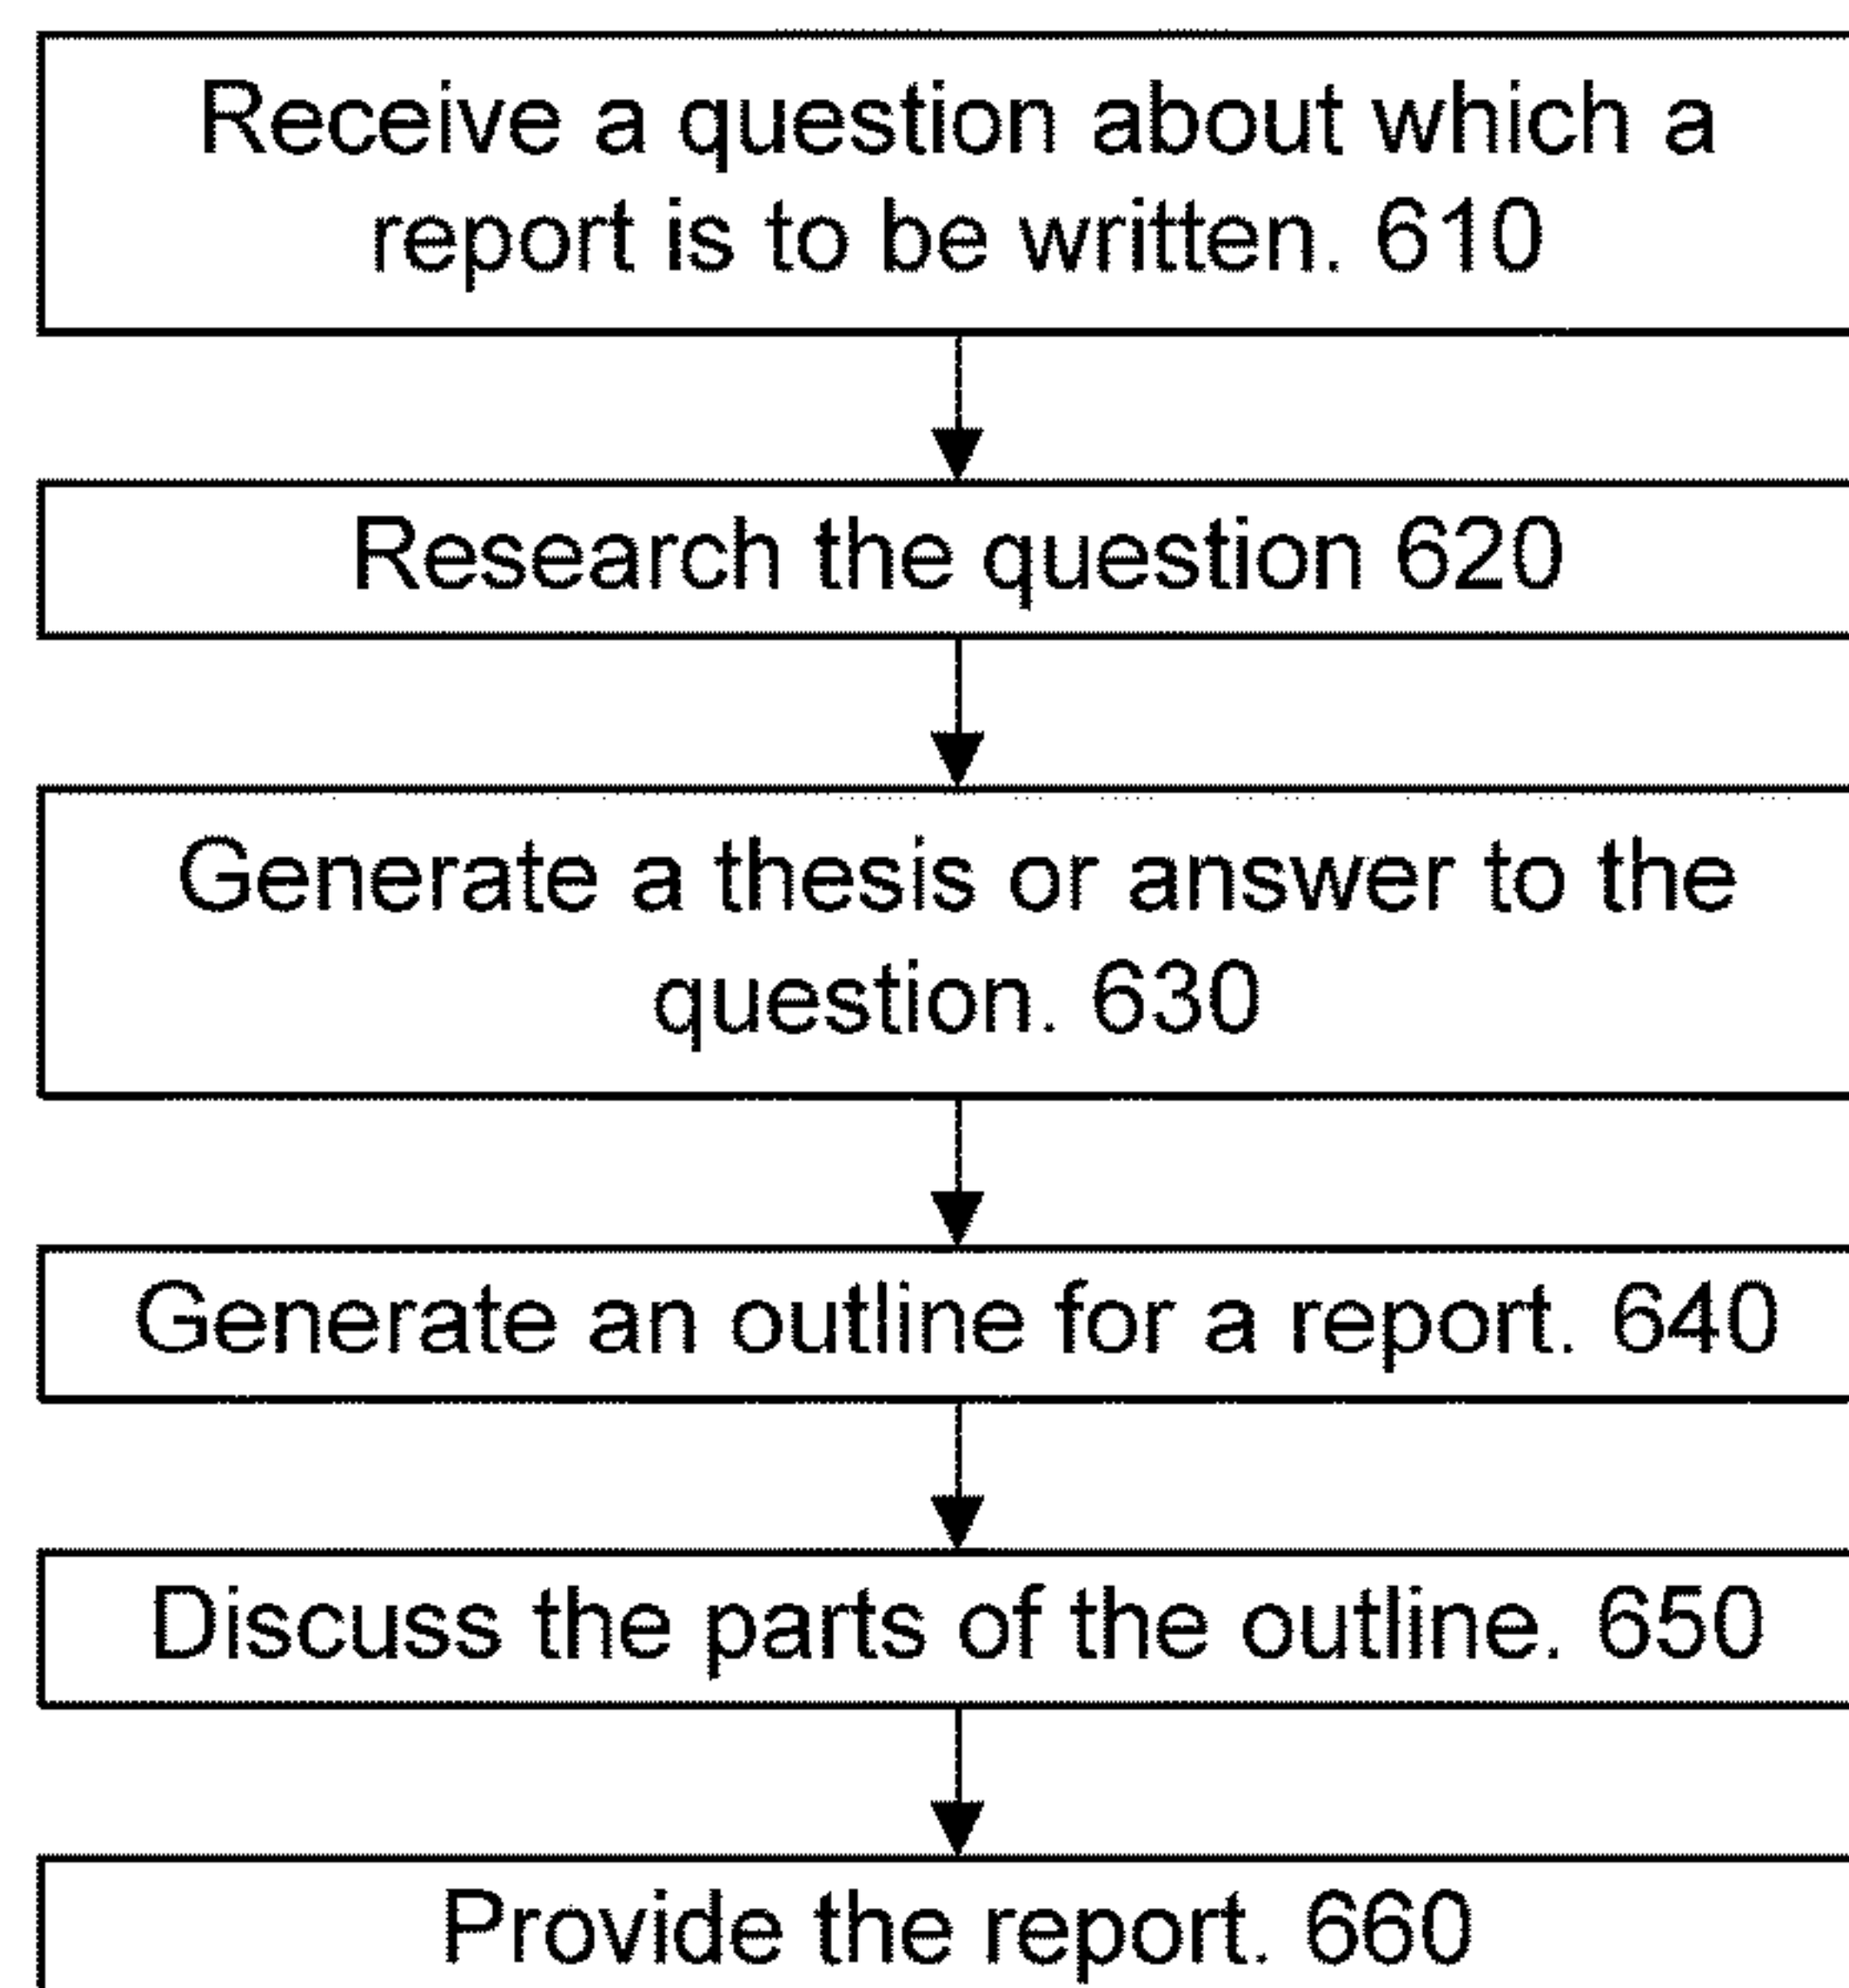 Receive a question about which a
report is to be written. 610
Research the question 620
Generate a thesis or answer to the
question. 630
Generate an outline for a report. 640
Discuss the parts of the outline. 650
Provide the report. 660